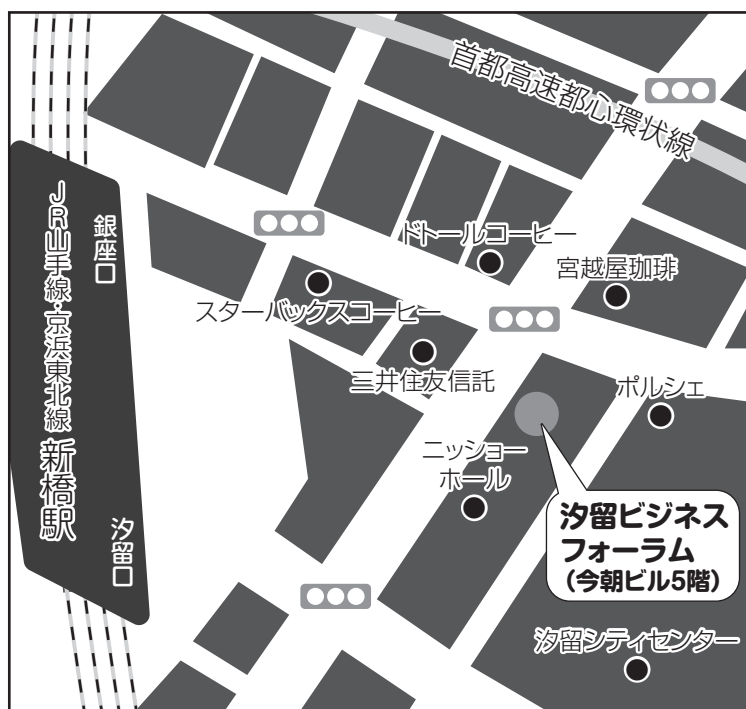 首都高速都心環状線
銀座口
JR山手線・京浜東北線 新橋駅
汐留口
ドトールコーヒー
宮越屋珈琲
スターバックスコーヒー
三井住友信託
ポルシェ
ニッショー
ホール
汐留ビジネス
フォーラム
（今朝ビル5階）
汐留シティセンター